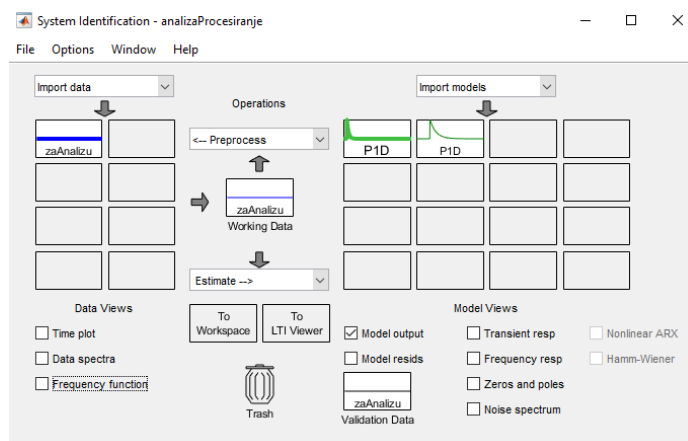 System Identification - analizaProcesiranje
File Options Window Help
Import data
Import models
Operations
<-- Preprocess
zaAnalizu
P1D
P1D
zaAnalizu
Working Data
Estimate -->
Data Views
To Workspace
To LTI Viewer
Model Views
Time plot
Model output
Transient resp
Nonlinear ARX
Data spectra
Model resids
Frequency resp
Hamm-Wiener
Frequency function
Zeros and poles
zaAnalizu
Noise spectrum
Trash
Validation Data